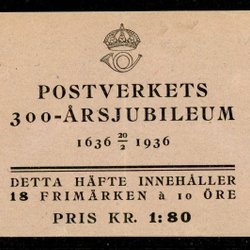 POSTVERKETS
300-ÅRSJUBILEUM
1636 20/2 1936
DETTA HÄFTE INNEHÅLLER
18 FRIMÄRKEN à 10 ÖRE
PRIS KR. 1:80